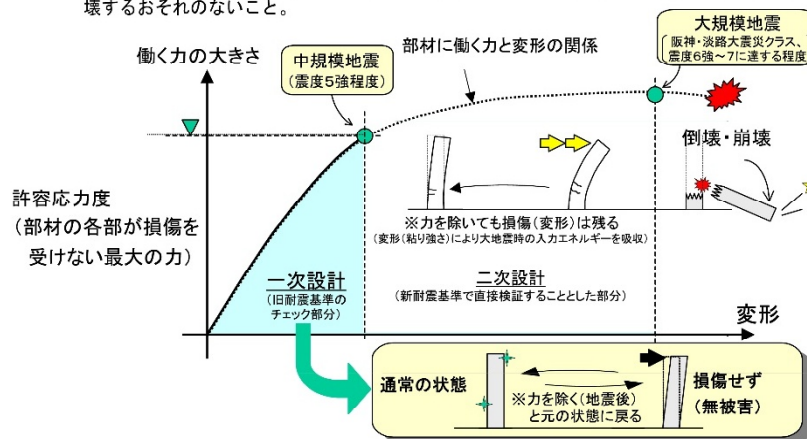 壊するおそれのないこと。
働く力の大きさ
中規模地震
（震度５強程度）
部材に働く力と変形の関係
大規模地震
阪神・淡路大震災クラス、
震度６強～７に達する程度
倒壊・崩壊
許容応力度
（部材の各部が損傷を
受けない最大の力）
※力を除いても損傷（変形）は残る
（変形（粘り強さ）により大地震時の入力エネルギーを吸収）
一次設計
（旧耐震基準の
チェック部分）
二次設計
（新耐震基準で直接検証することとした部分）
変形
通常の状態
※力を除く（地震後）
と元の状態に戻る
損傷せず
（無被害）